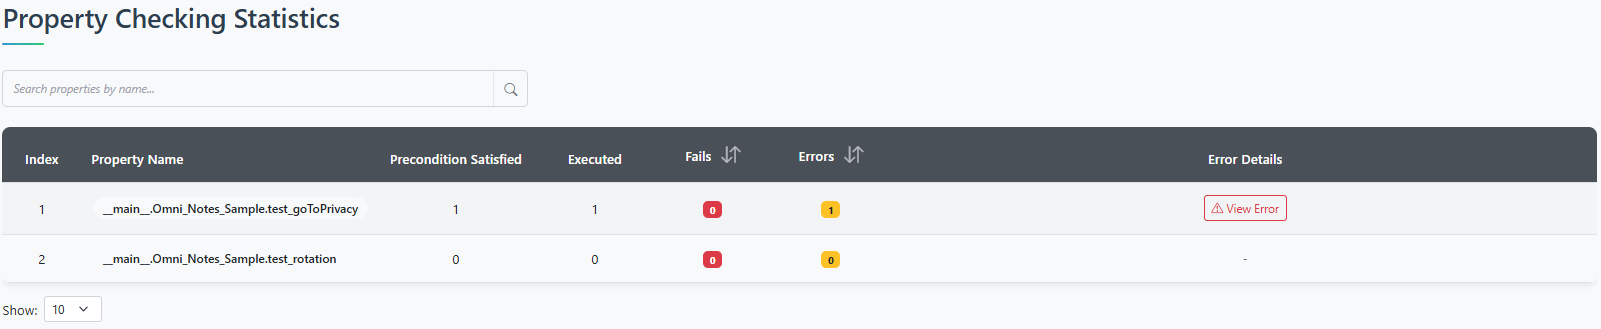 Property Checking Statistics
Search properties by name...
Index Property Name Precondition Satisfied Executed Fails Errors Error Details
1 __main__.Omni_Notes_Sample.test_goToPrivacy 1 1 0 1 View Error
2 __main__.Omni_Notes_Sample.test_rotation 0 0 0 0 -
Show: 10